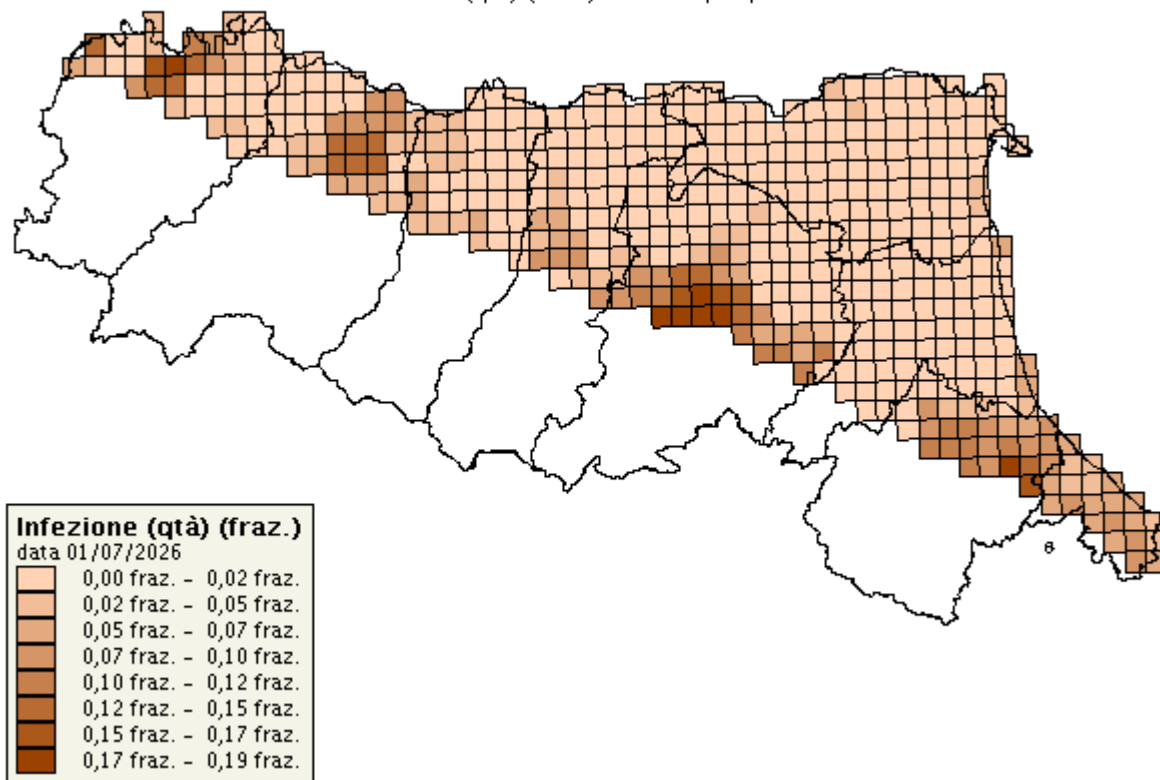 Infezione (qtà) (fraz.)
data 01/07/2026
0,00 fraz. - 0,02 fraz.
0,02 fraz. - 0,05 fraz.
0,05 fraz. - 0,07 fraz.
0,07 fraz. - 0,10 fraz.
0,10 fraz. - 0,12 fraz.
0,12 fraz. - 0,15 fraz.
0,15 fraz. - 0,17 fraz.
0,17 fraz. - 0,19 fraz.